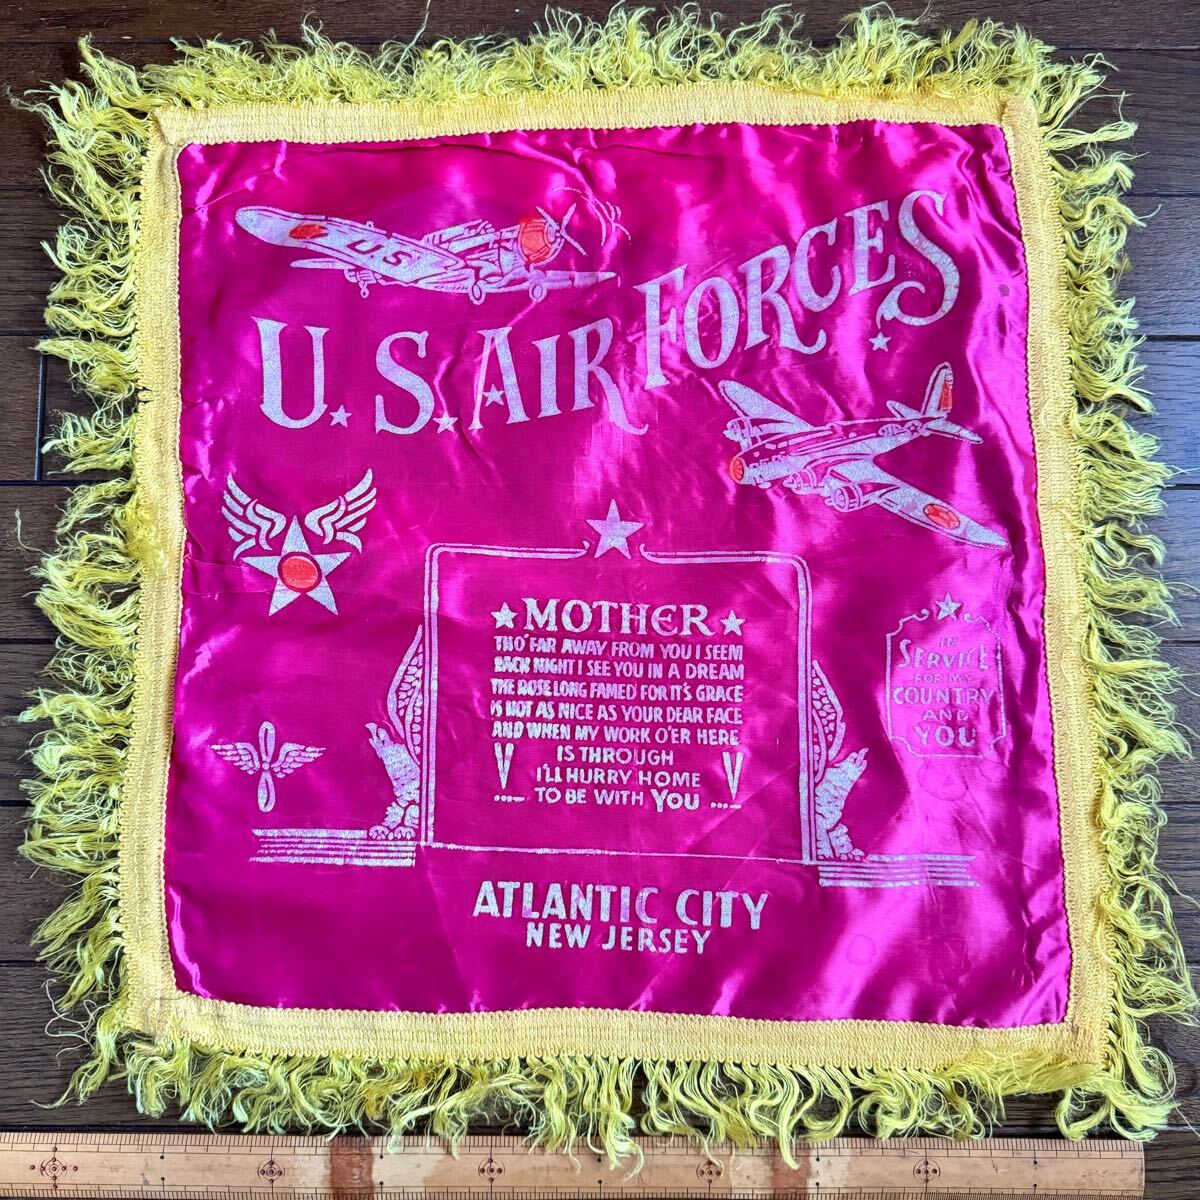 US
U.S. AIR FORCES
MOTHER
THO' FAR AWAY FROM YOU I SEEM
EACH NIGHT I SEE YOU IN A DREAM
THE ROSE LONG FAMED FOR IT'S GRACE
IS NOT AS NICE AS YOUR DEAR FACE
AND WHEN MY WORK O'ER HERE
IS THROUGH
I'LL HURRY HOME
TO BE WITH YOU
V ...– V ...–
IN
SERVICE
FOR MY
COUNTRY
AND
YOU
ATLANTIC CITY
NEW JERSEY